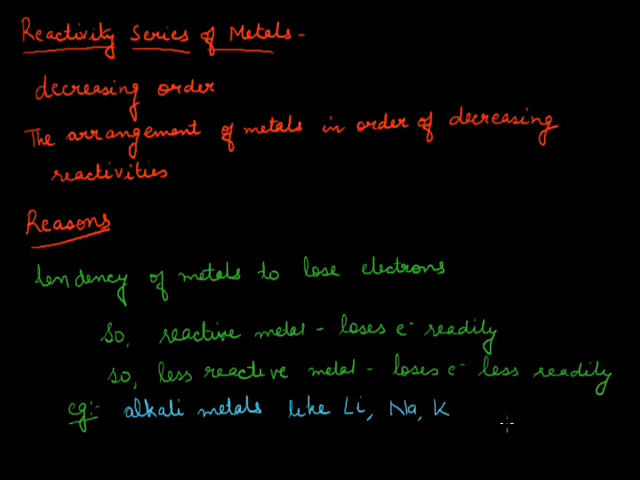 Reactivity Series of Metals -
decreasing order
The arrangement of metals in order of decreasing
reactivities
Reasons
tendency of metals to lose electrons
So, reactive metal - loses e⁻ readily
so, less reactive metal - loses e⁻ less readily
eg:- alkali metals like Li, Na, K